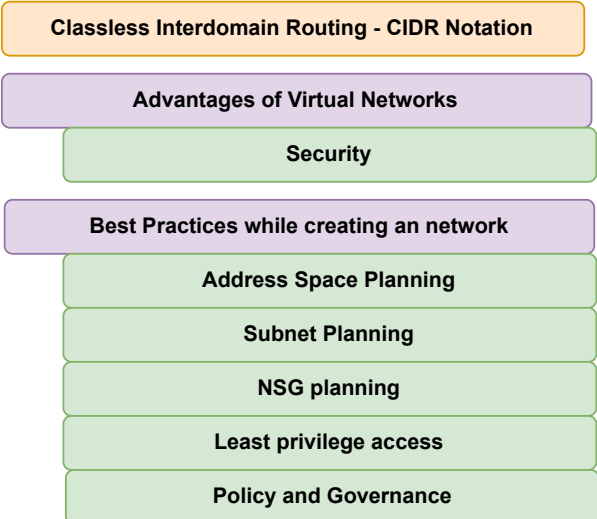 Classless Interdomain Routing - CIDR Notation
Advantages of Virtual Networks
Security
Best Practices while creating an network
Address Space Planning
Subnet Planning
NSG planning
Least privilege access
Policy and Governance